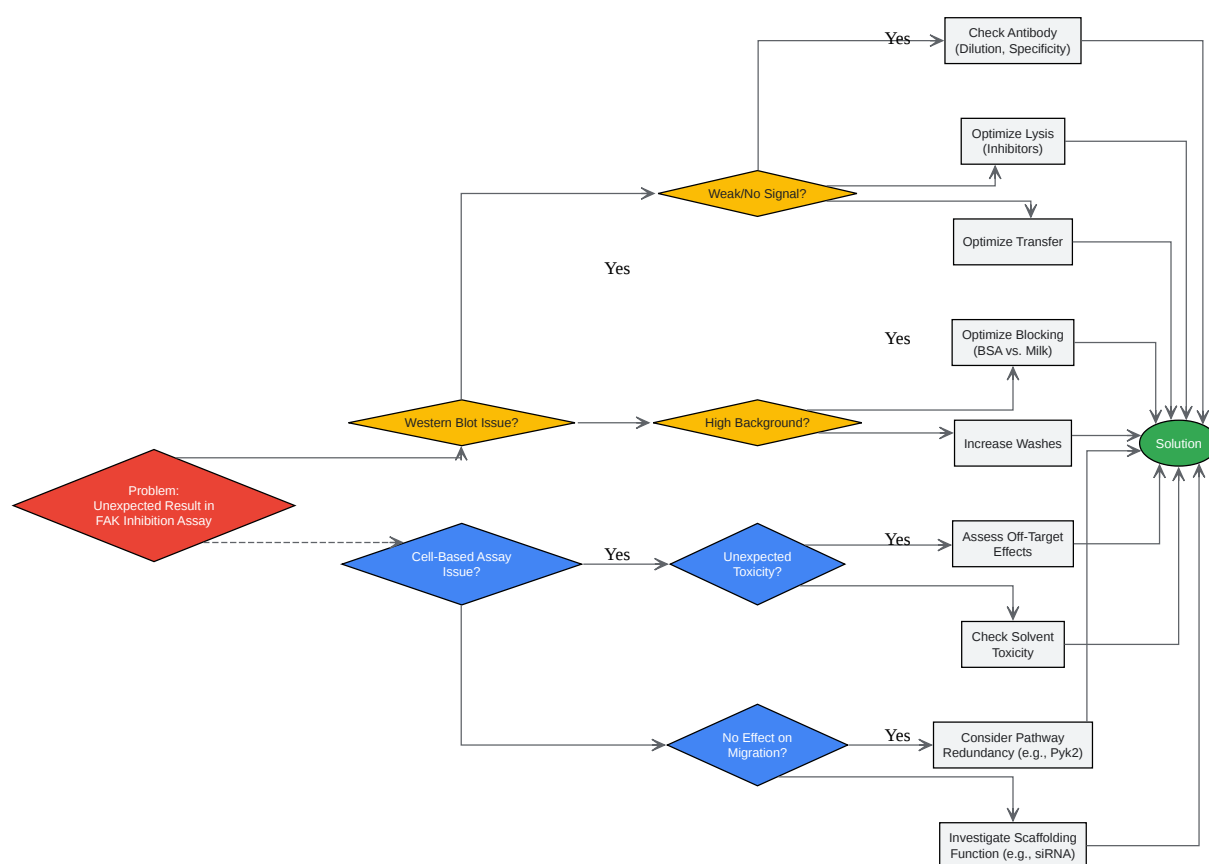 Yes
Check Antibody
(Dilution, Specificity)
Optimize Lysis
(Inhibitors)
Weak/No Signal?
Optimize Transfer
Yes
Yes
Optimize Blocking
(BSA vs. Milk)
Western Blot Issue?
High Background?
Increase Washes
Solution
Problem:
Unexpected Result in
FAK Inhibition Assay
Cell-Based Assay
Issue?
Yes
Unexpected
Toxicity?
Yes
Assess Off-Target
Effects
Check Solvent
Toxicity
No Effect on
Migration?
Yes
Consider Pathway
Redundancy (e.g., Pyk2)
Investigate Scaffolding
Function (e.g., siRNA)